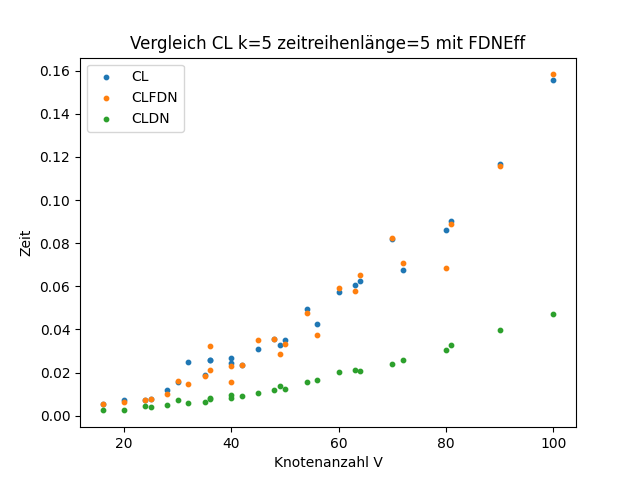 Vergleich CL k=5 zeitreihenlänge=5 mit FDNEff
CL
CLFDN
CLDN
0.16
0.14
0.12
0.10
0.08
0.06
0.04
0.02
0.00
Zeit
20 40 60 80 100
Knotenanzahl V